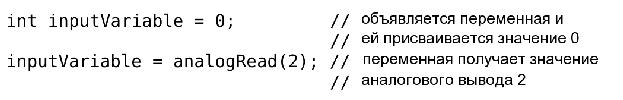 int inputVariable = 0; // объявляется переменная и
// ей присваивается значение 0
inputVariable = analogRead(2); // переменная получает значение
// аналогового вывода 2